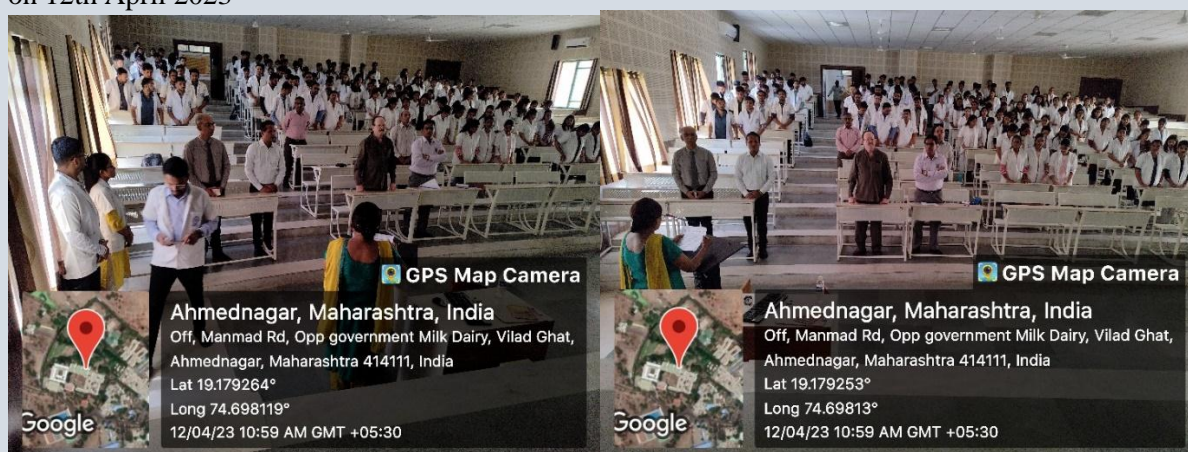 on 12th April 2023
GPS Map Camera
Ahmednagar, Maharashtra, India
Off, Manmad Rd, Opp government Milk Dairy, Vilad Ghat,
Ahmednagar, Maharashtra 414111, India
Lat 19.179264°
Long 74.698119°
12/04/23 10:59 AM GMT +05:30
Google
GPS Map Camera
Ahmednagar, Maharashtra, India
Off, Manmad Rd, Opp government Milk Dairy, Vilad Ghat,
Ahmednagar, Maharashtra 414111, India
Lat 19.179253°
Long 74.69813°
12/04/23 10:59 AM GMT +05:30
Google